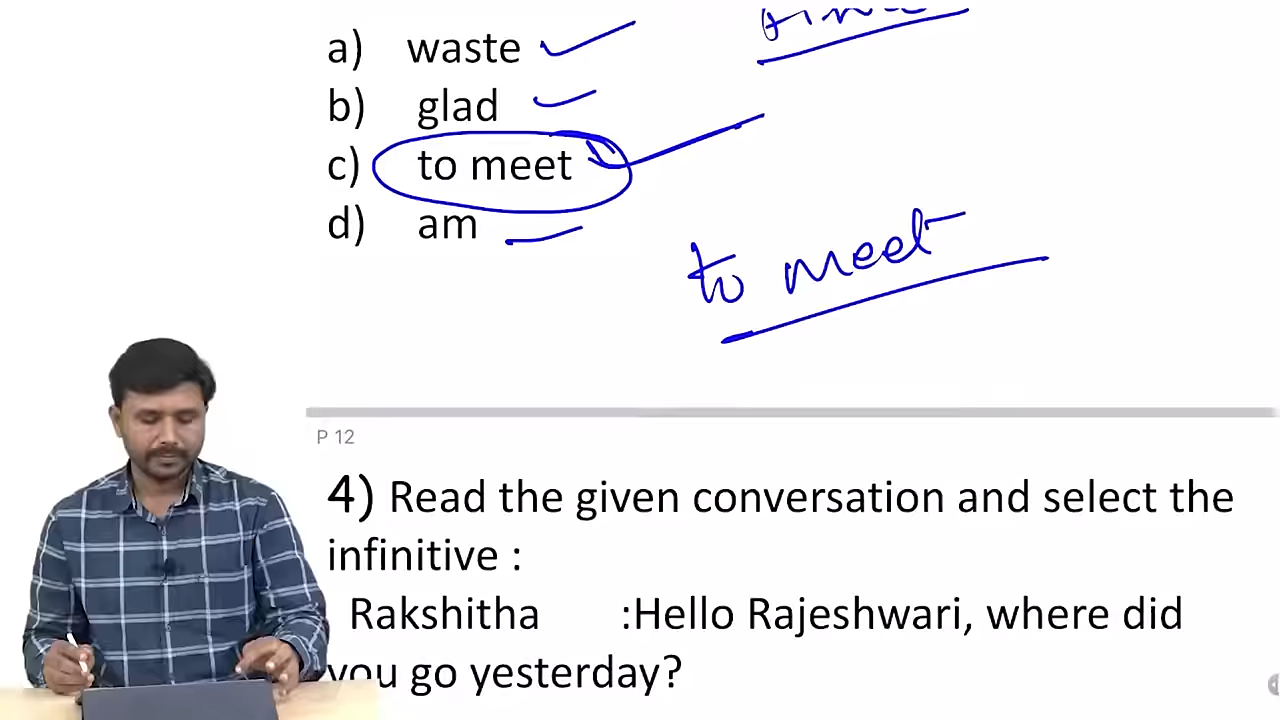 a) waste
b) glad
c) to meet
d) am
to meet
P 12
4) Read the given conversation and select the
infinitive :
Rakshitha :Hello Rajeshwari, where did
you go yesterday?